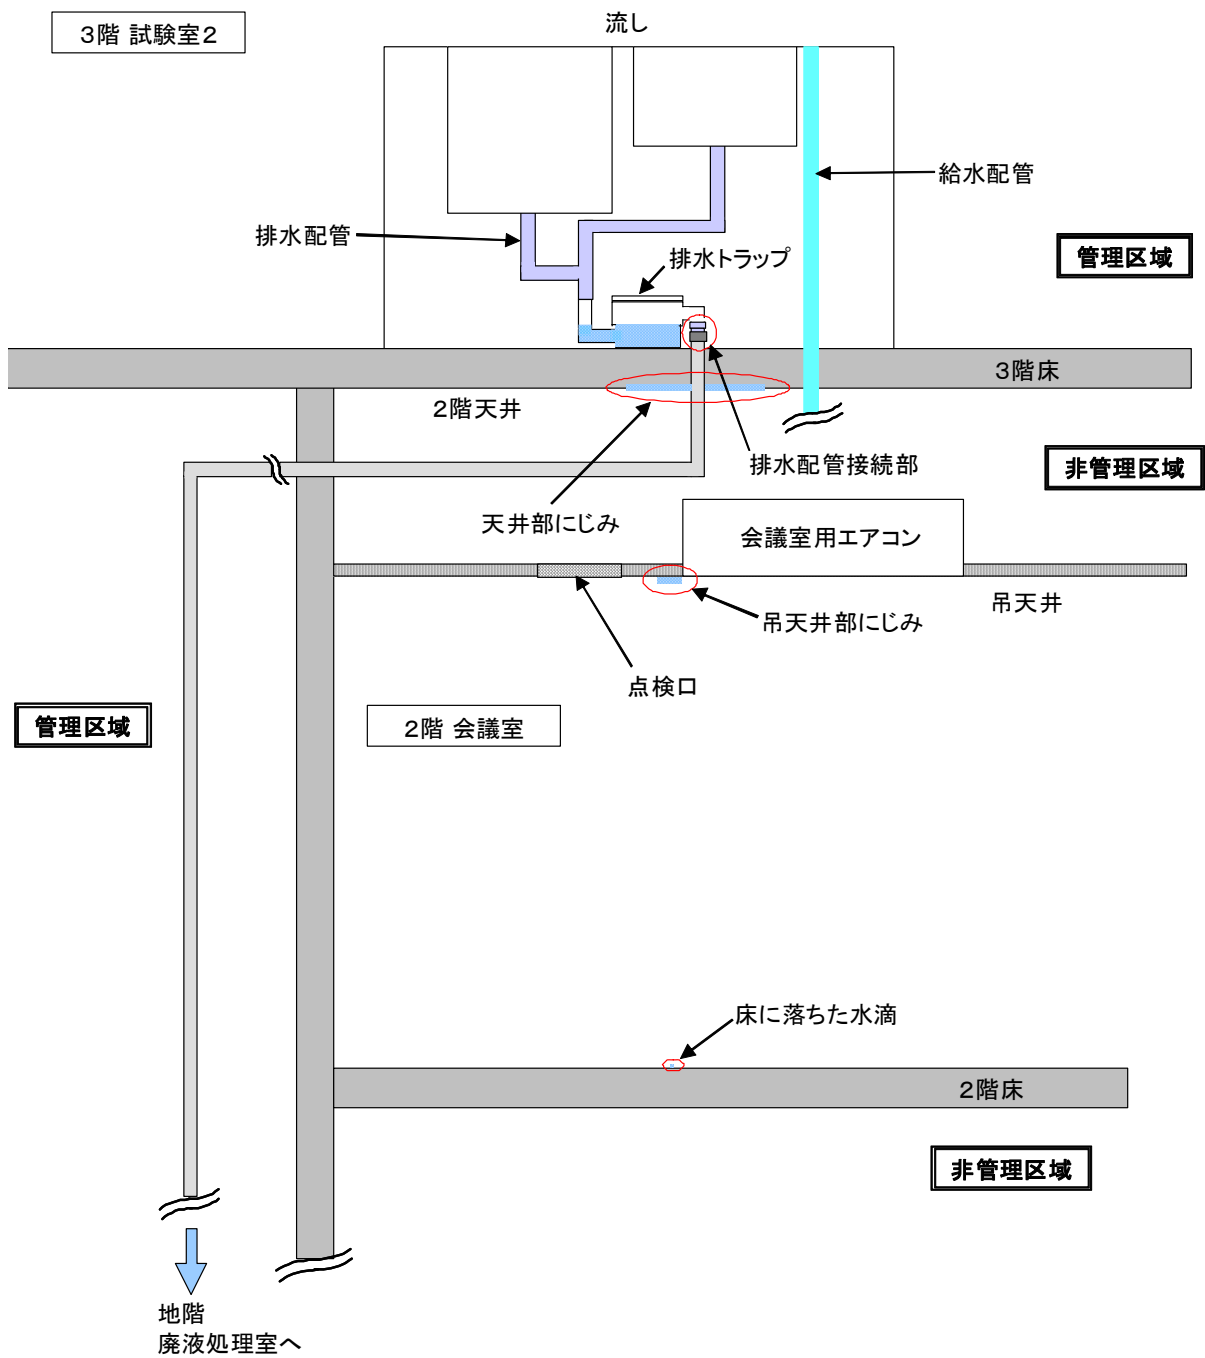 3階 試験室2
流し
給水配管
排水配管
排水トラップ
管理区域
3階床
2階天井
排水配管接続部
非管理区域
天井部にじみ
会議室用エアコン
吊天井
吊天井部にじみ
点検口
管理区域
2階 会議室
床に落ちた水滴
2階床
非管理区域
地階
廃液処理室へ